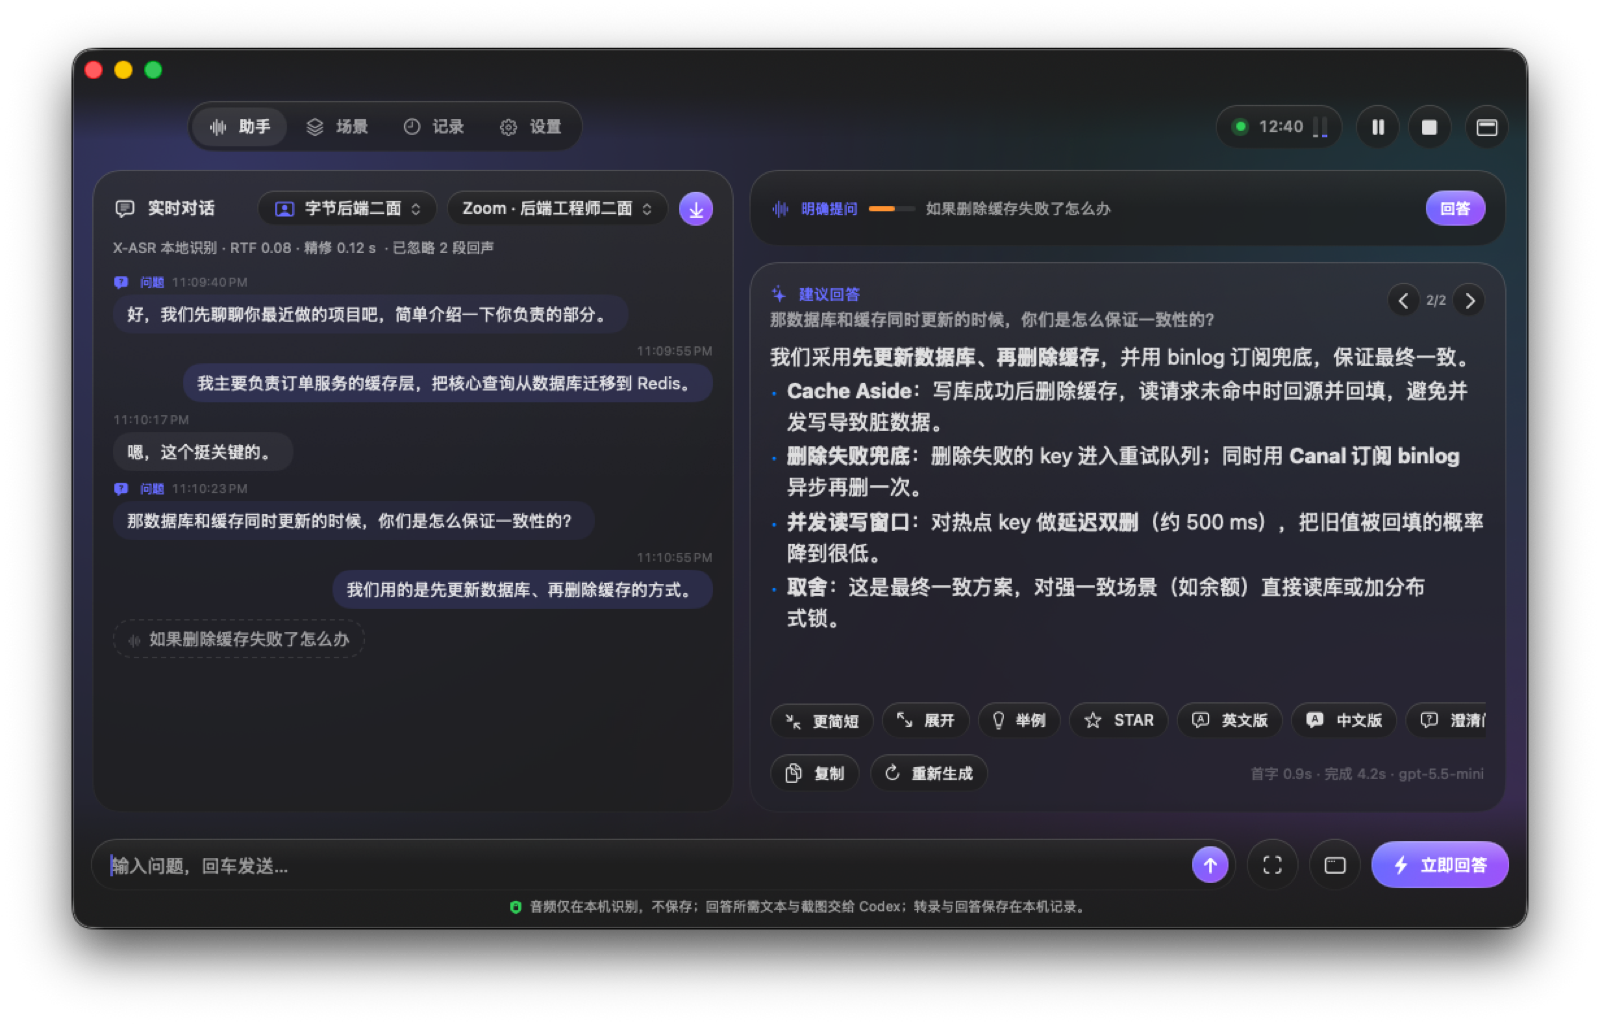 助手
场景
记录
设置
12:40
实时对话
字节后端二面
Zoom · 后端工程师二面
X-ASR 本地识别 · RTF 0.08 · 精修 0.12 s · 已忽略 2 段回声
问题 11:09:40 PM
好，我们先聊聊你最近做的项目吧，简单介绍一下你负责的部分。
11:09:55 PM
我主要负责订单服务的缓存层，把核心查询从数据库迁移到 Redis。
11:10:17 PM
嗯，这个挺关键的。
问题 11:10:23 PM
那数据库和缓存同时更新的时候，你们是怎么保证一致性的？
11:10:55 PM
我们用的是先更新数据库、再删除缓存的方式。
如果删除缓存失败了怎么办
明确提问
如果删除缓存失败了怎么办
回答
建议回答
2/2
那数据库和缓存同时更新的时候，你们是怎么保证一致性的？
我们采用先更新数据库、再删除缓存，并用 binlog 订阅兜底，保证最终一致。
· Cache Aside：写库成功后删除缓存，读请求未命中时回源并回填，避免并
发写导致脏数据。
· 删除失败兜底：删除失败的 key 进入重试队列；同时用 Canal 订阅 binlog
异步再删一次。
· 并发读写窗口：对热点 key 做延迟双删（约 500 ms），把旧值被回填的概率
降到很低。
· 取舍：这是最终一致方案，对强一致场景（如余额）直接读库或加分布
式锁。
更简短
展开
举例
STAR
英文版
中文版
澄清
复制
重新生成
首字 0.9s · 完成 4.2s · gpt-5.5-mini
输入问题，回车发送...
立即回答
音频仅在本机识别，不保存；回答所需文本与截图交给 Codex；转录与回答保存在本机记录。